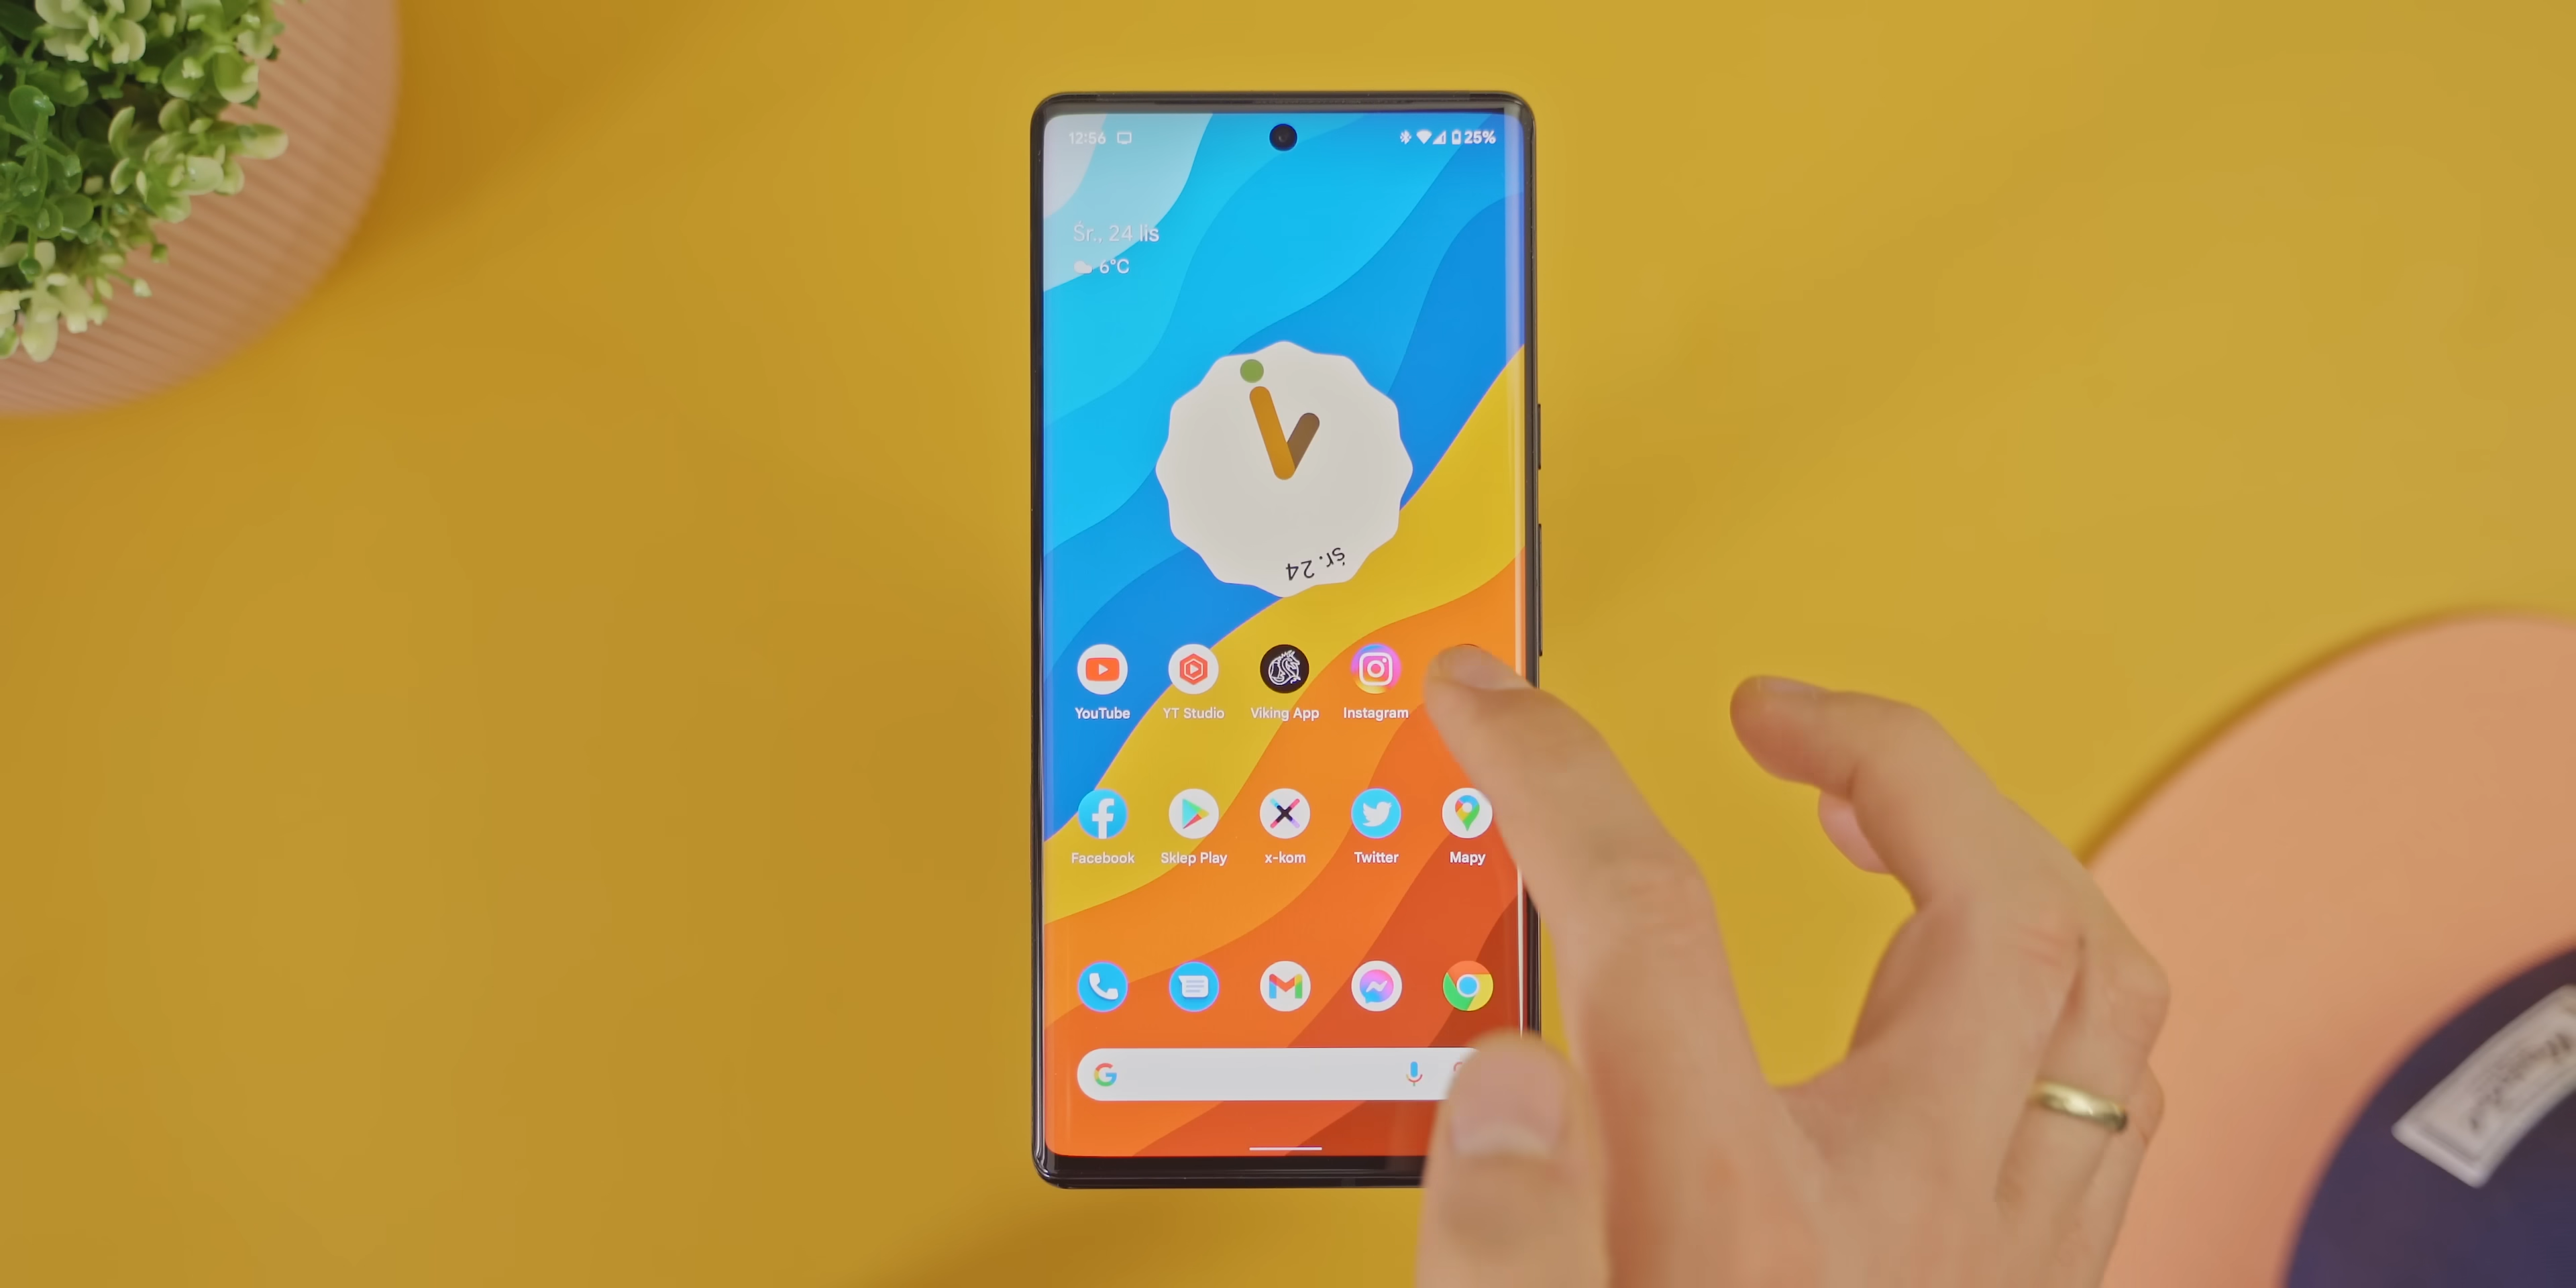 12:56 25%
Śr., 24 lis
6°C
śr. 24
YouTube YT Studio Viking App Instagram
Facebook Sklep Play x-kom Twitter Mapy